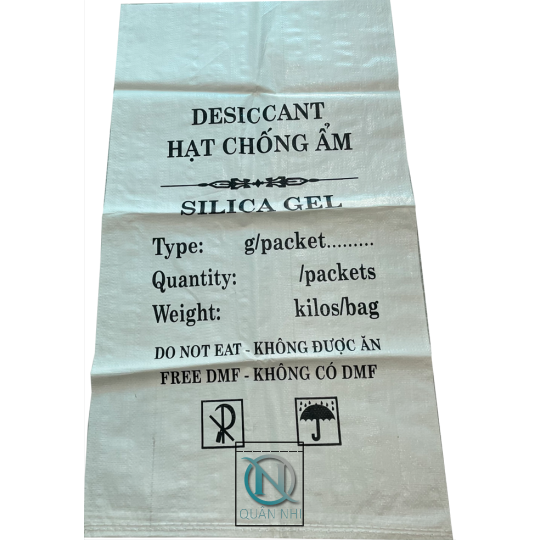 DESICCANT
HẠT CHỐNG ẨM
SILICA GEL
Type: g/packet.........
Quantity: /packets
Weight: kilos/bag
DO NOT EAT - KHÔNG ĐƯỢC ĂN
FREE DMF - KHÔNG CÓ DMF
QUÂN NHI